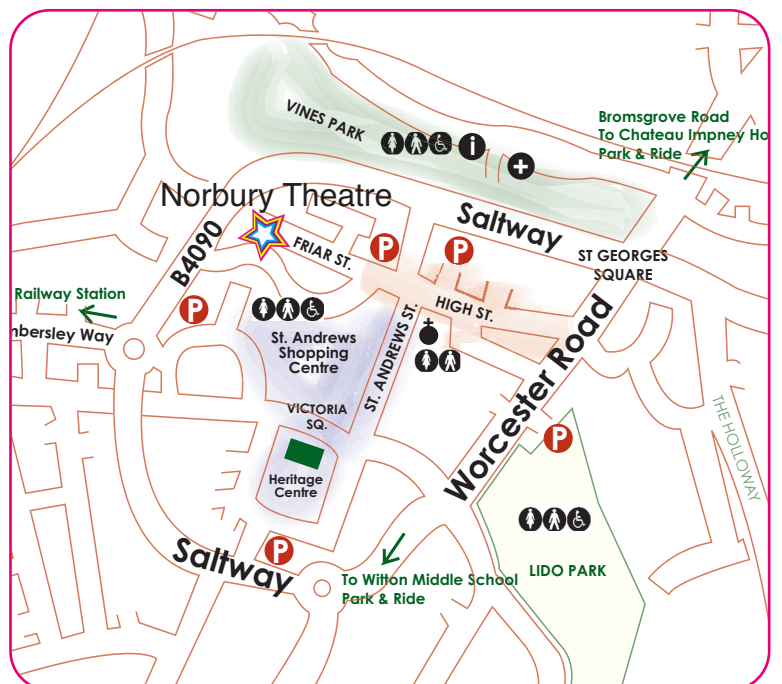 Bromsgrove Road
To Chateau Impney Ho
Park & Ride
VINES PARK
i
Norbury Theatre
Saltway
B4090
FRIAR ST.
P
P
ST GEORGES
SQUARE
Railway Station
P
HIGH ST.
mbersley Way
St. Andrews
Shopping
Centre
ST. ANDREWS ST.
Worcester Road
VICTORIA
SQ.
THE HOLLOWAY
P
Heritage
Centre
Saltway
P
To Witton Middle School
Park & Ride
LIDO PARK